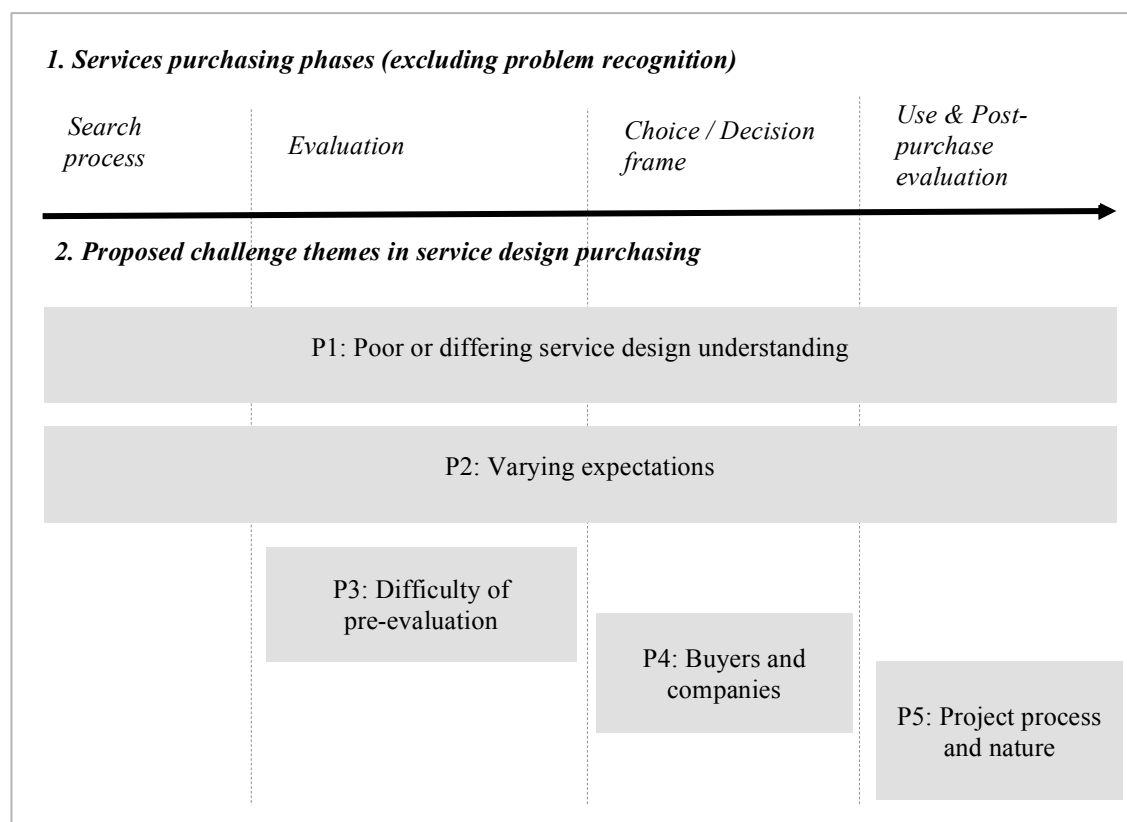 1. Services purchasing phases (excluding problem recognition)
Search
process
Evaluation
Choice / Decision
frame
Use & Post-
purchase
evaluation
2. Proposed challenge themes in service design purchasing
P1: Poor or differing service design understanding
P2: Varying expectations
P3: Difficulty of
pre-evaluation
P4: Buyers and
companies
P5: Project process
and nature